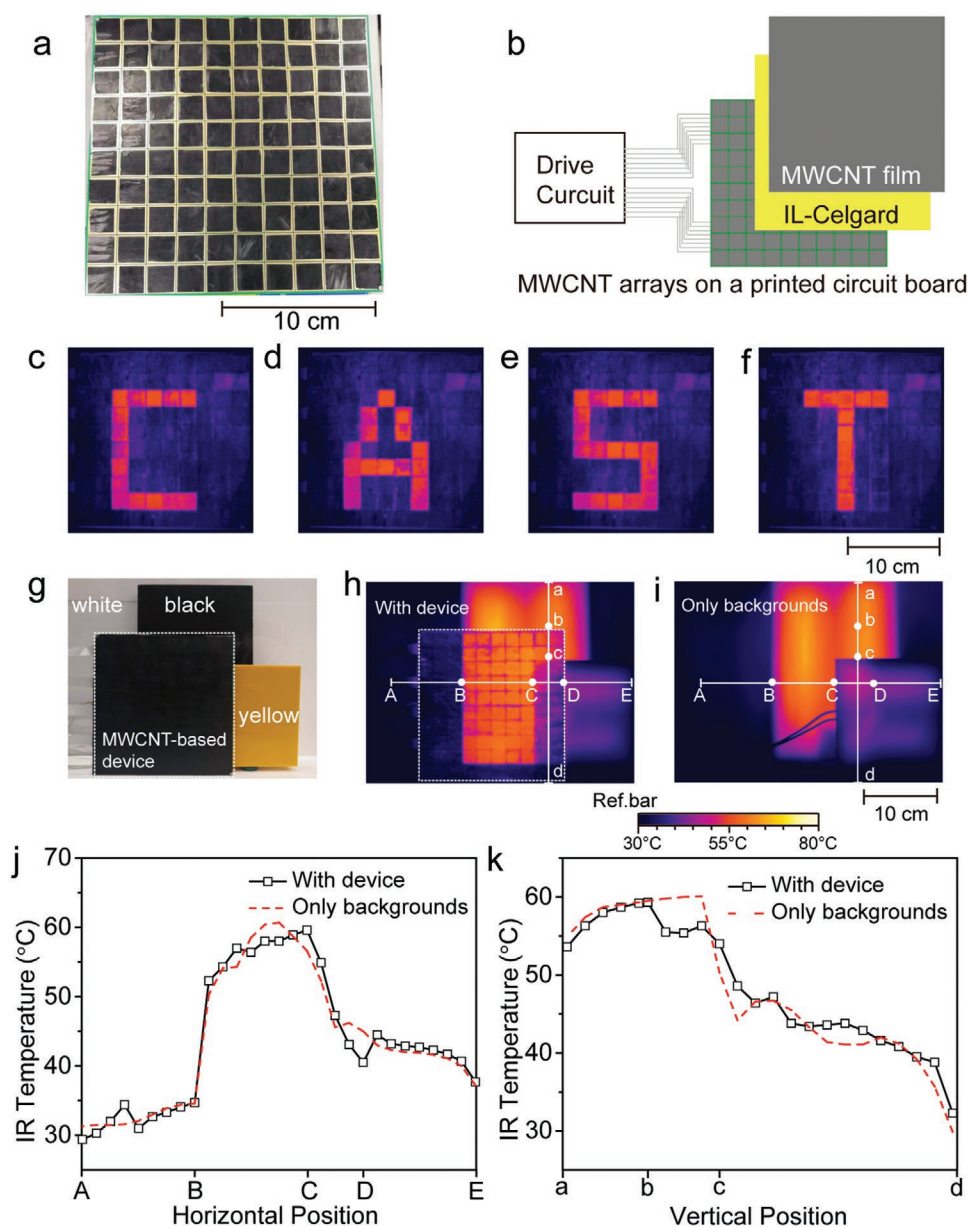 a
10 cm
b
Drive
Curcuit
MWCNT film
IL-Celgard
MWCNT arrays on a printed circuit board
c
d
e
f
10 cm
g
white
black
yellow
MWCNT-based
device
h
With device
a
b
c
A
B
C
D
E
d
i
Only backgrounds
a
b
c
A
B
C
D
E
d
10 cm
Ref.bar
30°C
55°C
80°C
j
70
60
50
40
30
IR Temperature (°C)
With device
Only backgrounds
A
B
C
D
E
Horizontal Position
k
60
50
40
30
IR Temperature (°C)
With device
Only backgrounds
a
b
c
d
Vertical Position